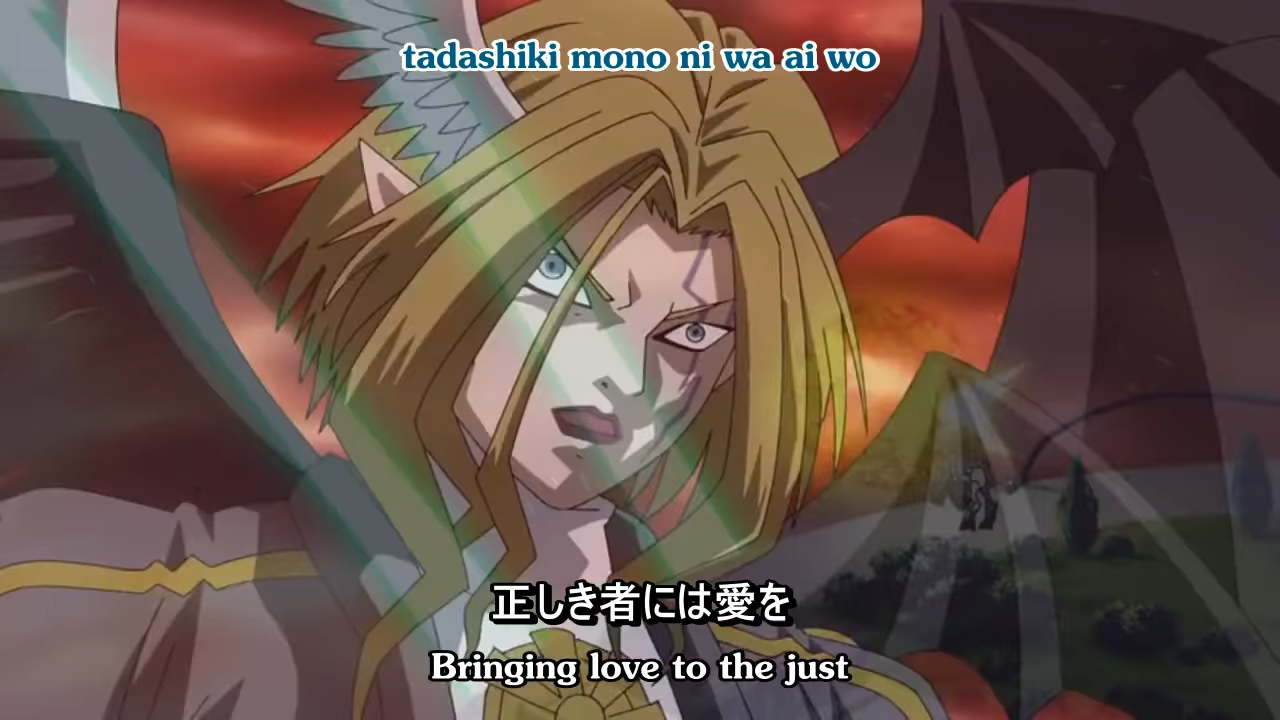 tadashiki mono ni wa ai wo
正しき者には愛を
Bringing love to the just